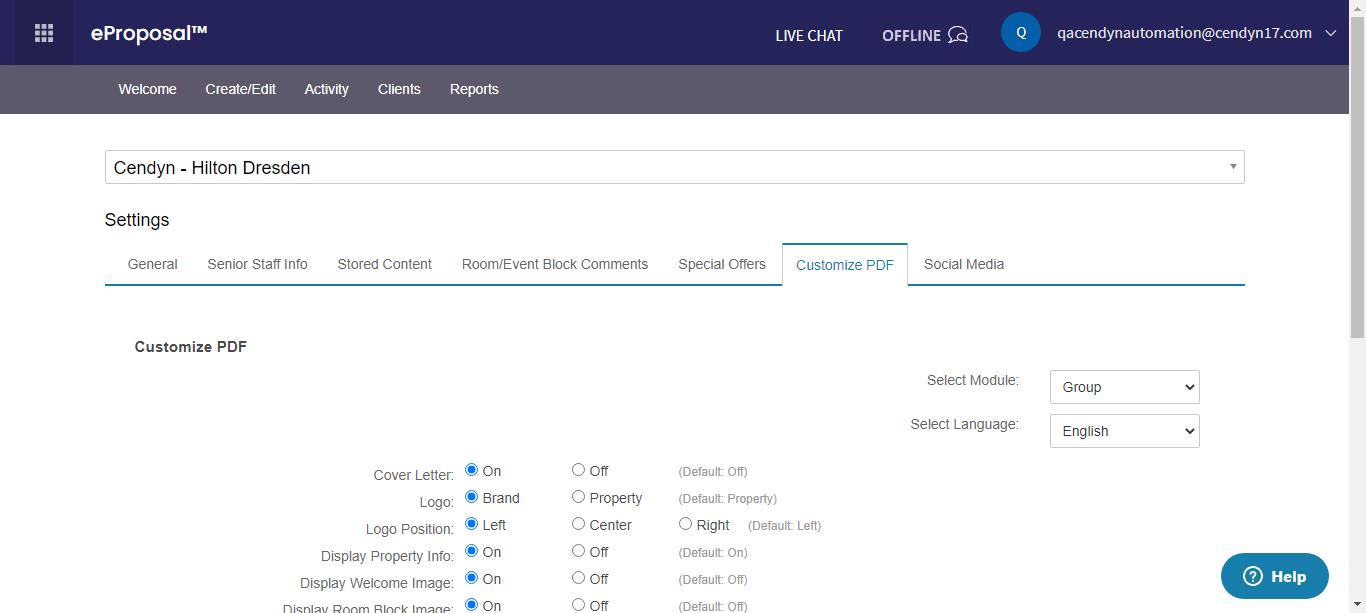 eProposal™ LIVE CHAT OFFLINE Q qacendynautomation@cendyn17.com
Welcome Create/Edit Activity Clients Reports
Cendyn - Hilton Dresden
Settings
General Senior Staff Info Stored Content Room/Event Block Comments Special Offers Customize PDF Social Media
Customize PDF
Select Module: Group
Select Language: English
Cover Letter: On Off (Default: Off)
Logo: Brand Property (Default: Property)
Logo Position: Left Center Right (Default: Left)
Display Property Info: On Off (Default: On)
Display Welcome Image: On Off (Default: Off)
Display Room Block Image: On Off (Default: Off)
? Help